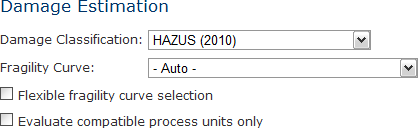 Damage Estimation
Damage Classification: HAZUS (2010)
Fragility Curve: - Auto -
Flexible fragility curve selection
Evaluate compatible process units only